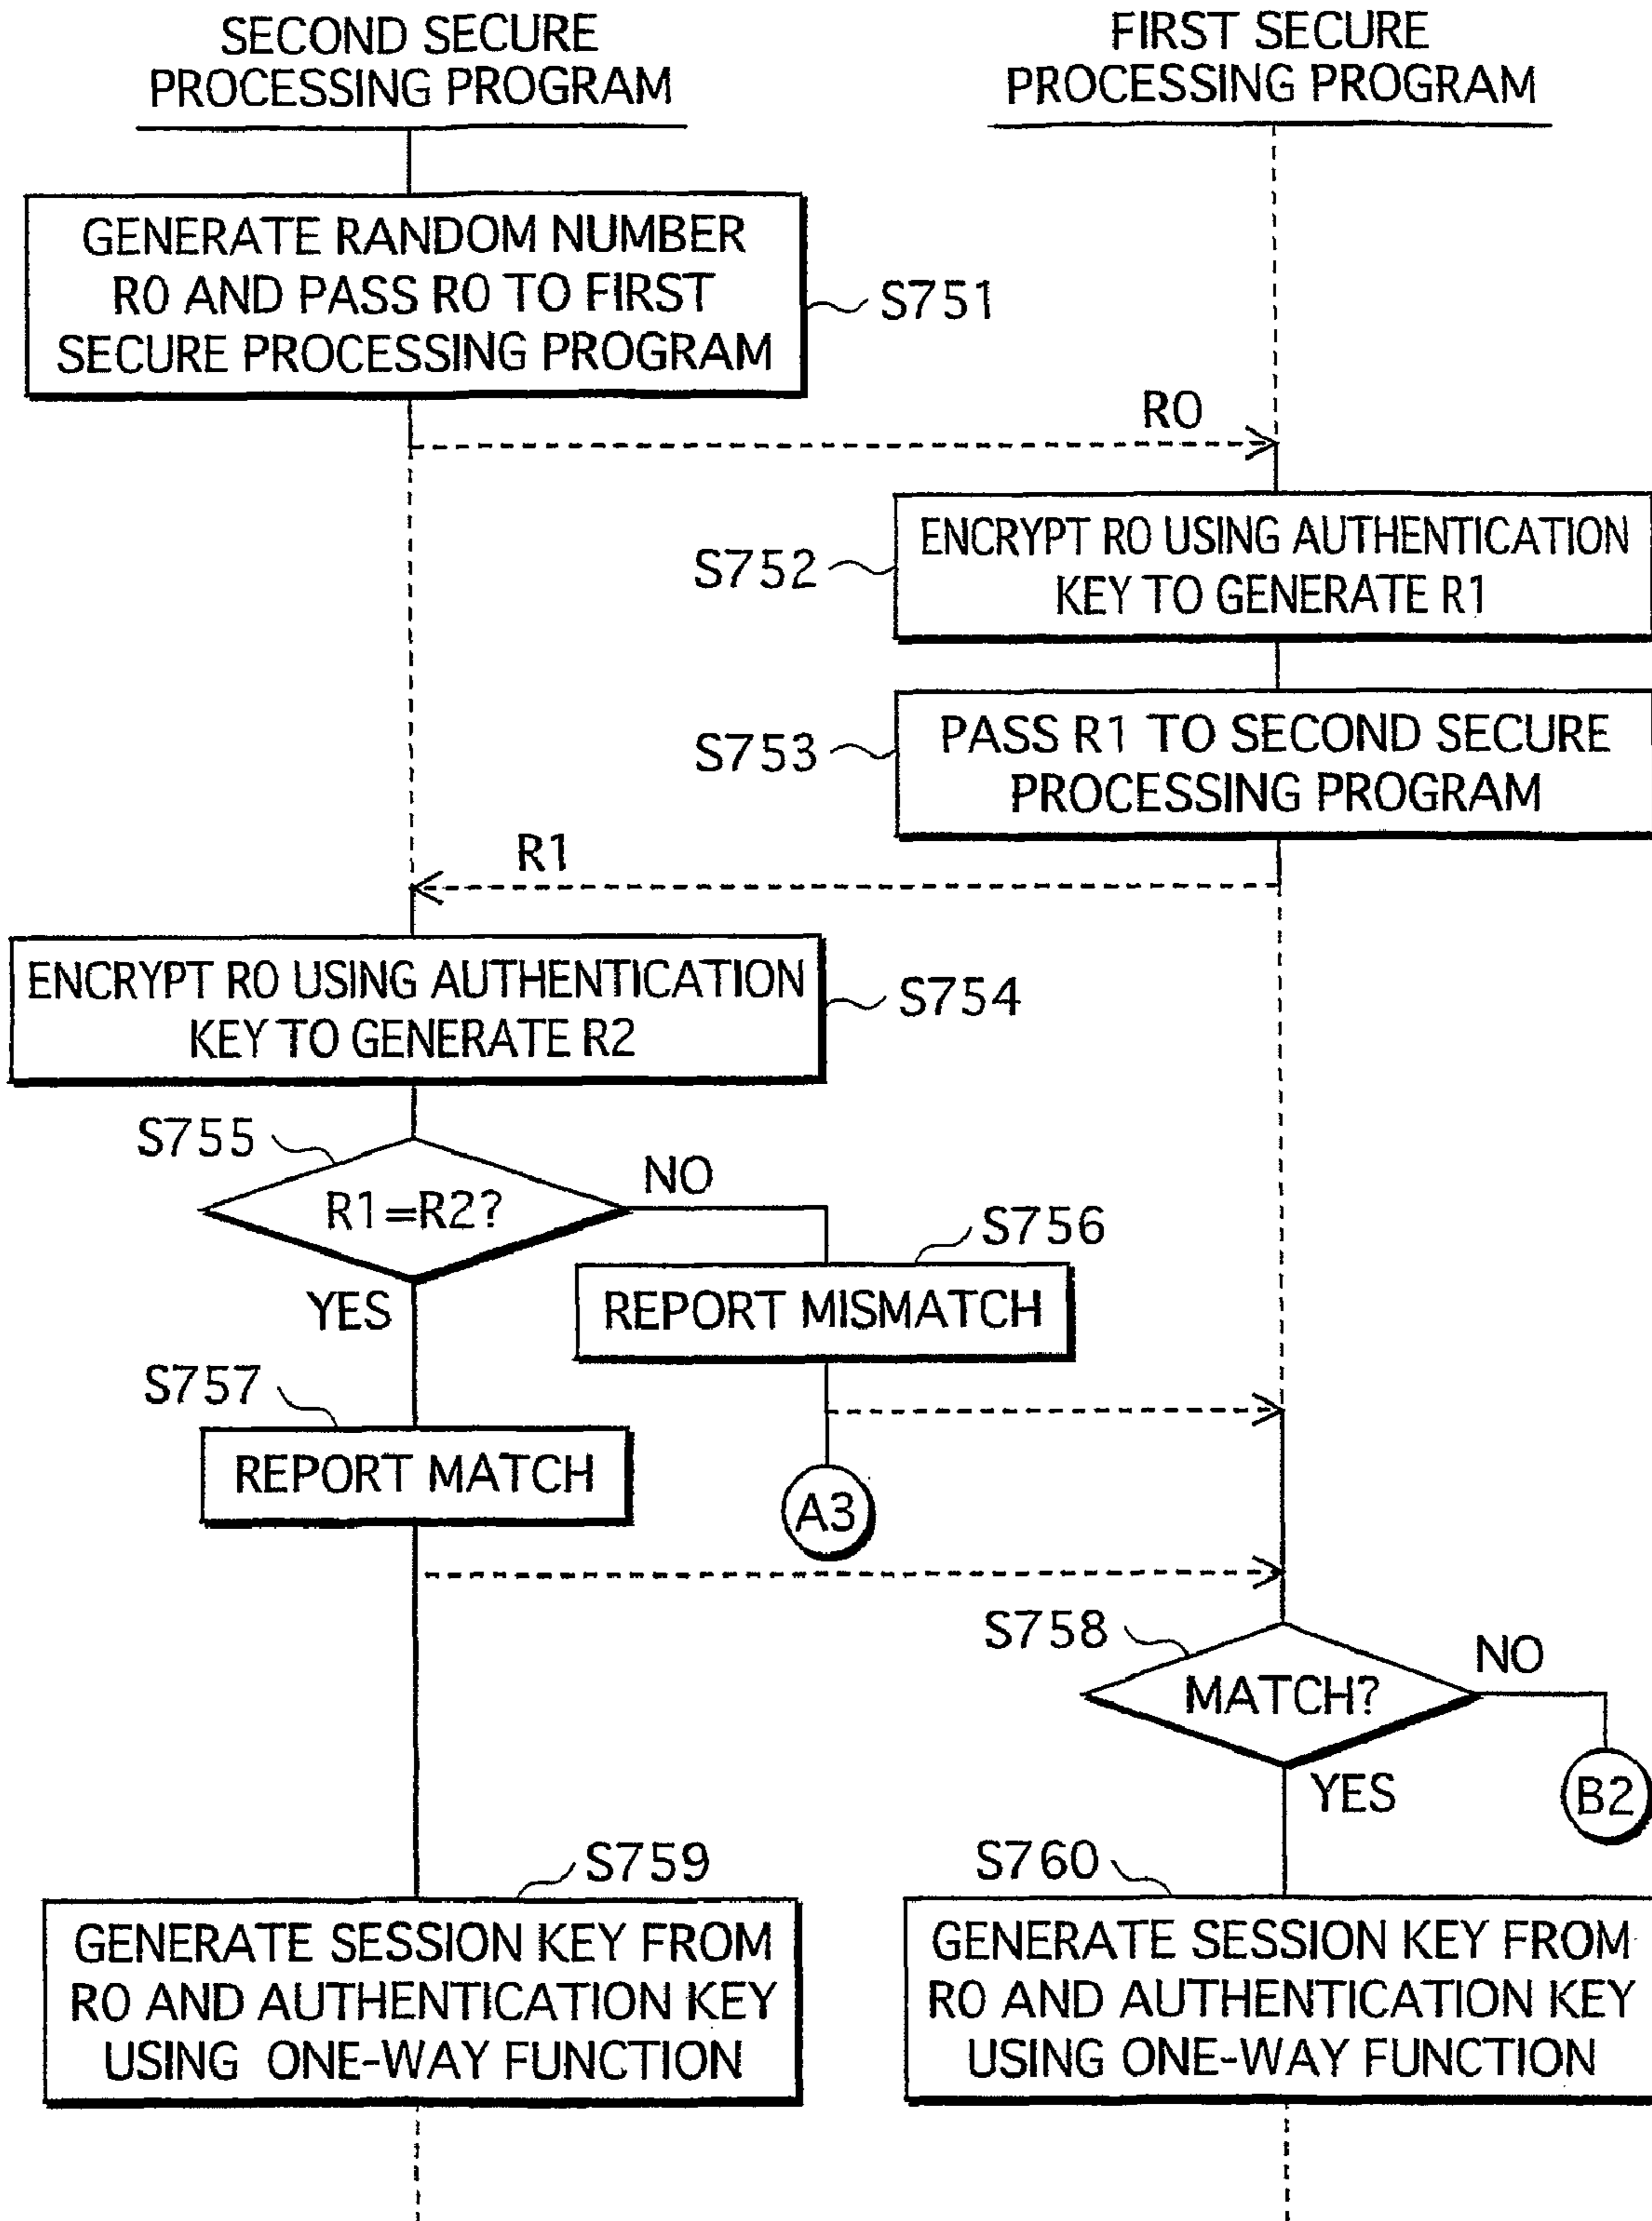 SECOND SECURE
PROCESSING PROGRAM
FIRST SECURE
PROCESSING PROGRAM
GENERATE RANDOM NUMBER
R0 AND PASS R0 TO FIRST
SECURE PROCESSING PROGRAM
S751
R0
S752
ENCRYPT R0 USING AUTHENTICATION
KEY TO GENERATE R1
S753
PASS R1 TO SECOND SECURE
PROCESSING PROGRAM
R1
ENCRYPT R0 USING AUTHENTICATION
KEY TO GENERATE R2
S754
S755
R1=R2?
NO
YES
S756
REPORT MISMATCH
S757
REPORT MATCH
A3
S758
MATCH?
NO
YES
B2
S759
GENERATE SESSION KEY FROM
R0 AND AUTHENTICATION KEY
USING ONE-WAY FUNCTION
S760
GENERATE SESSION KEY FROM
R0 AND AUTHENTICATION KEY
USING ONE-WAY FUNCTION